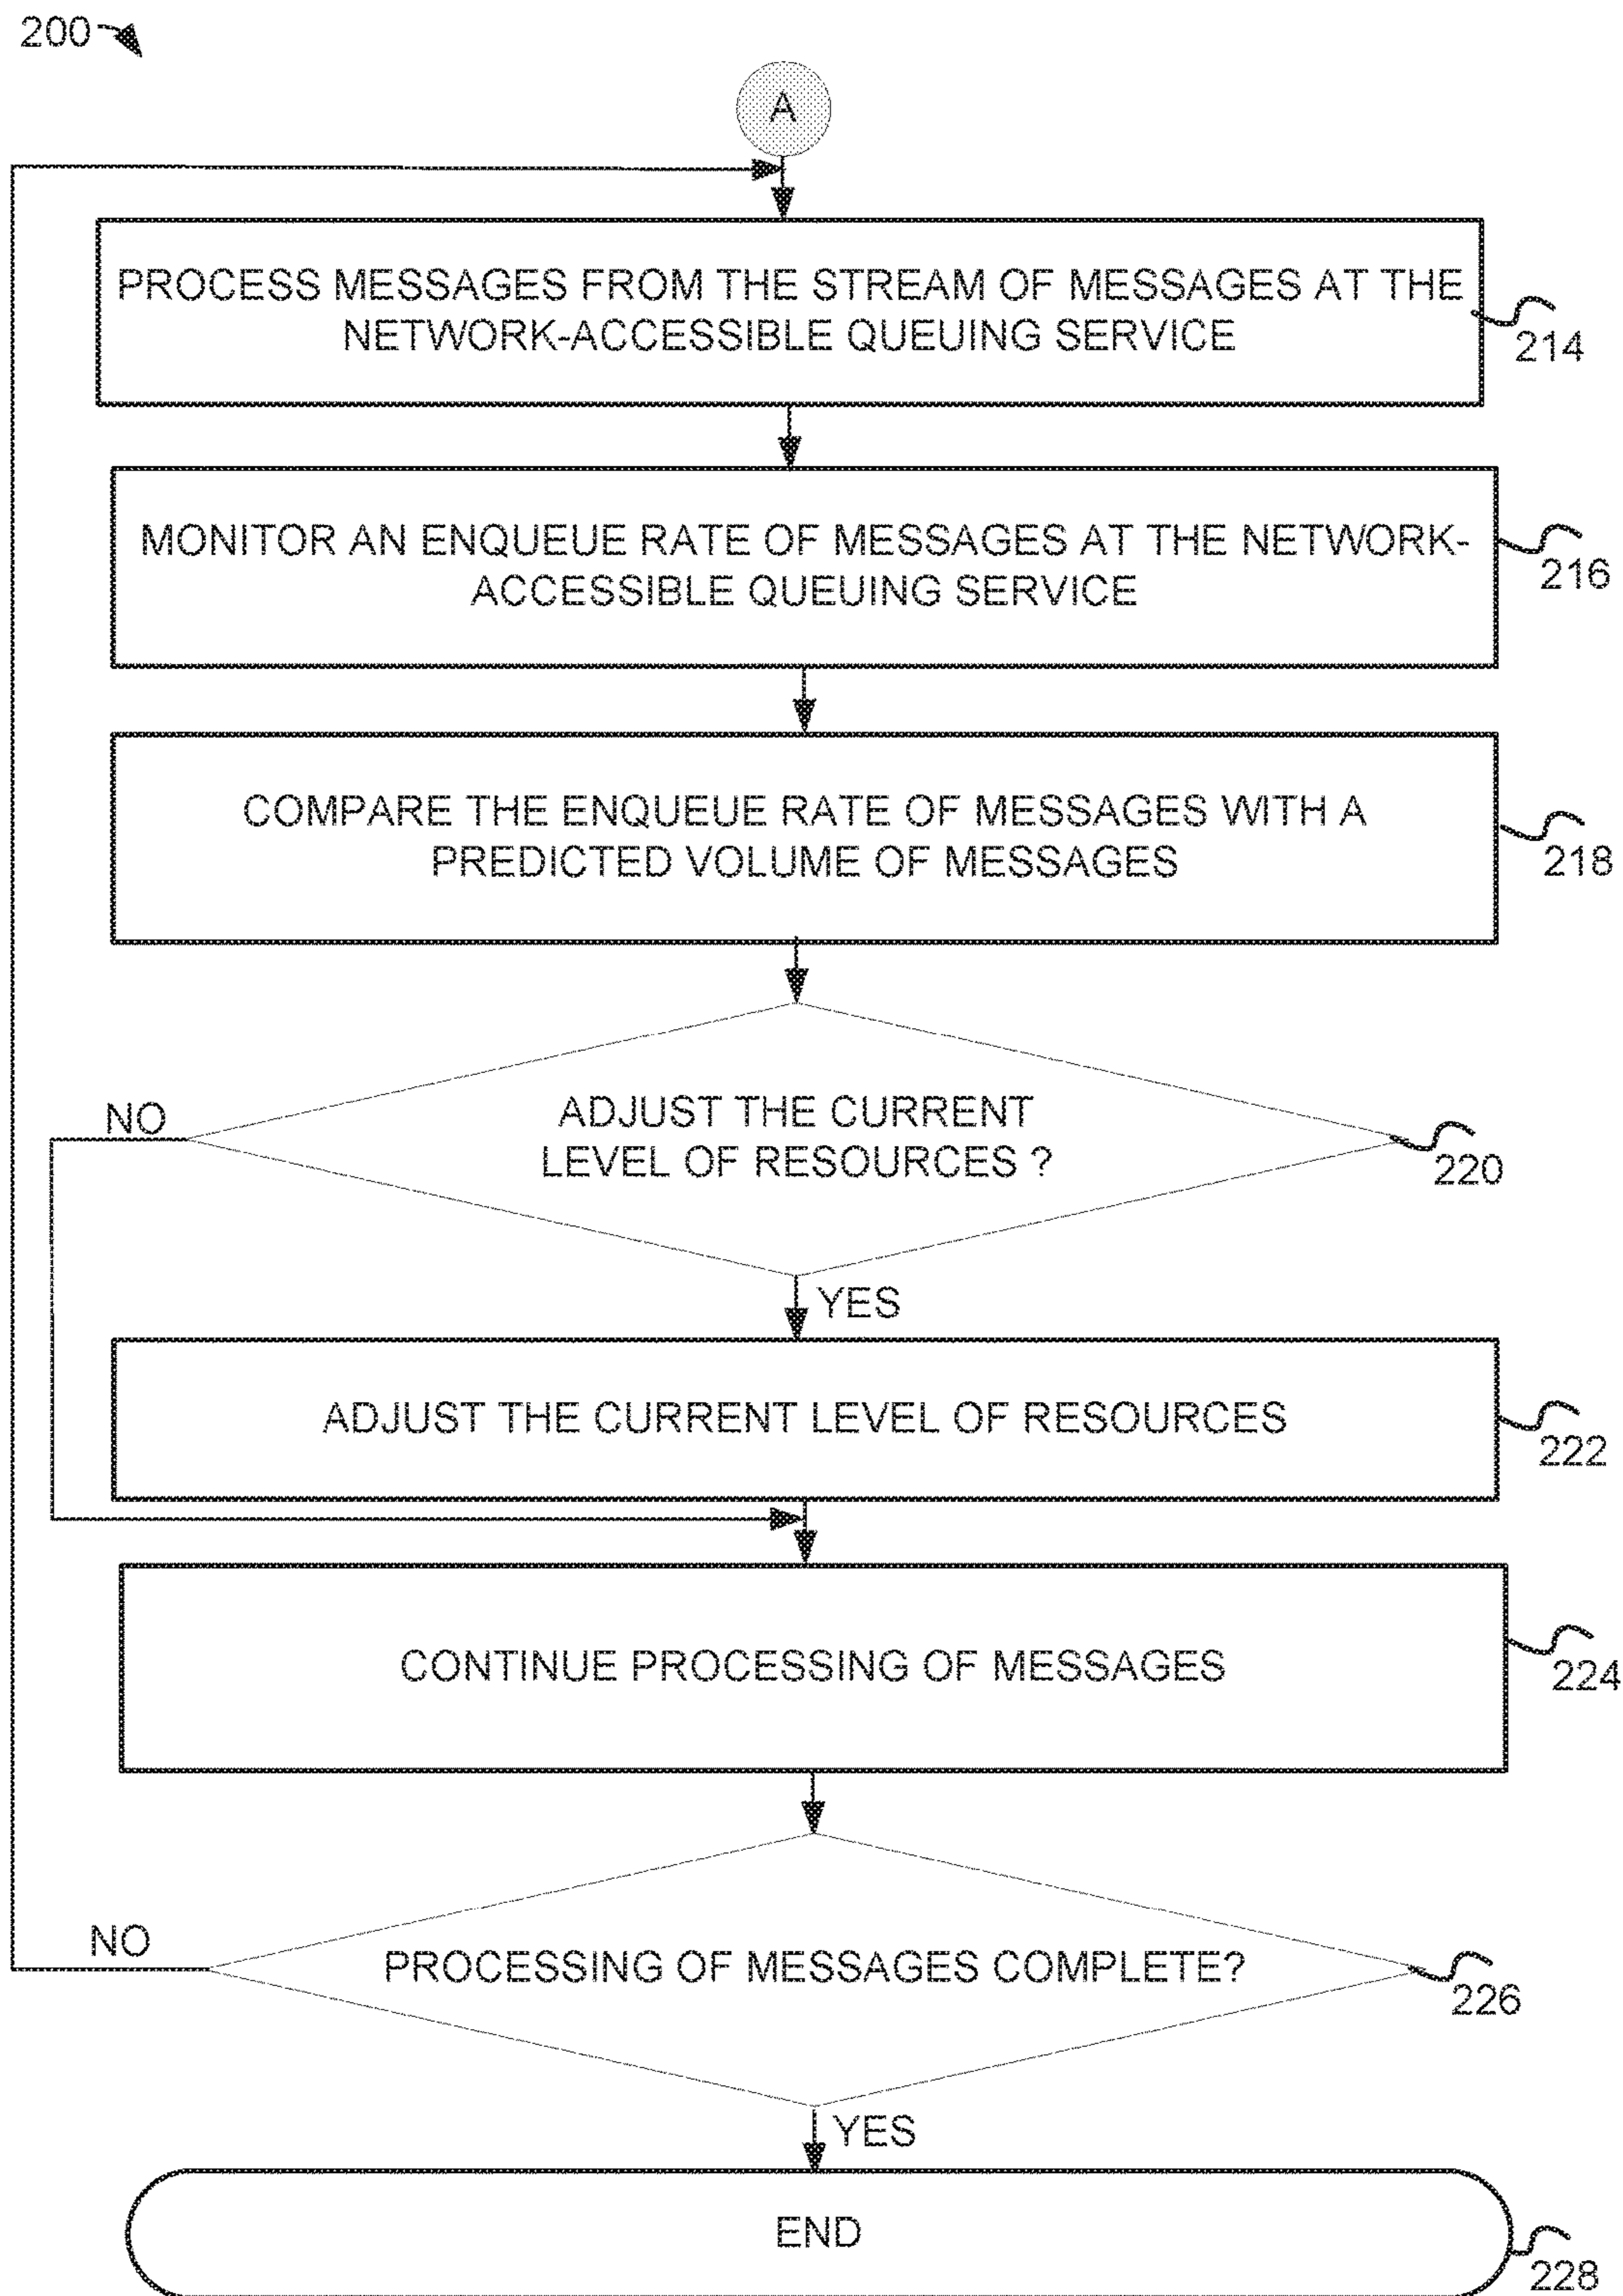 200
A
PROCESS MESSAGES FROM THE STREAM OF MESSAGES AT THE
NETWORK-ACCESSIBLE QUEUING SERVICE
214
MONITOR AN ENQUEUE RATE OF MESSAGES AT THE NETWORK-
ACCESSIBLE QUEUING SERVICE
216
COMPARE THE ENQUEUE RATE OF MESSAGES WITH A
PREDICTED VOLUME OF MESSAGES
218
NO
ADJUST THE CURRENT
LEVEL OF RESOURCES ?
220
YES
ADJUST THE CURRENT LEVEL OF RESOURCES
222
CONTINUE PROCESSING OF MESSAGES
224
NO
PROCESSING OF MESSAGES COMPLETE?
226
YES
END
228